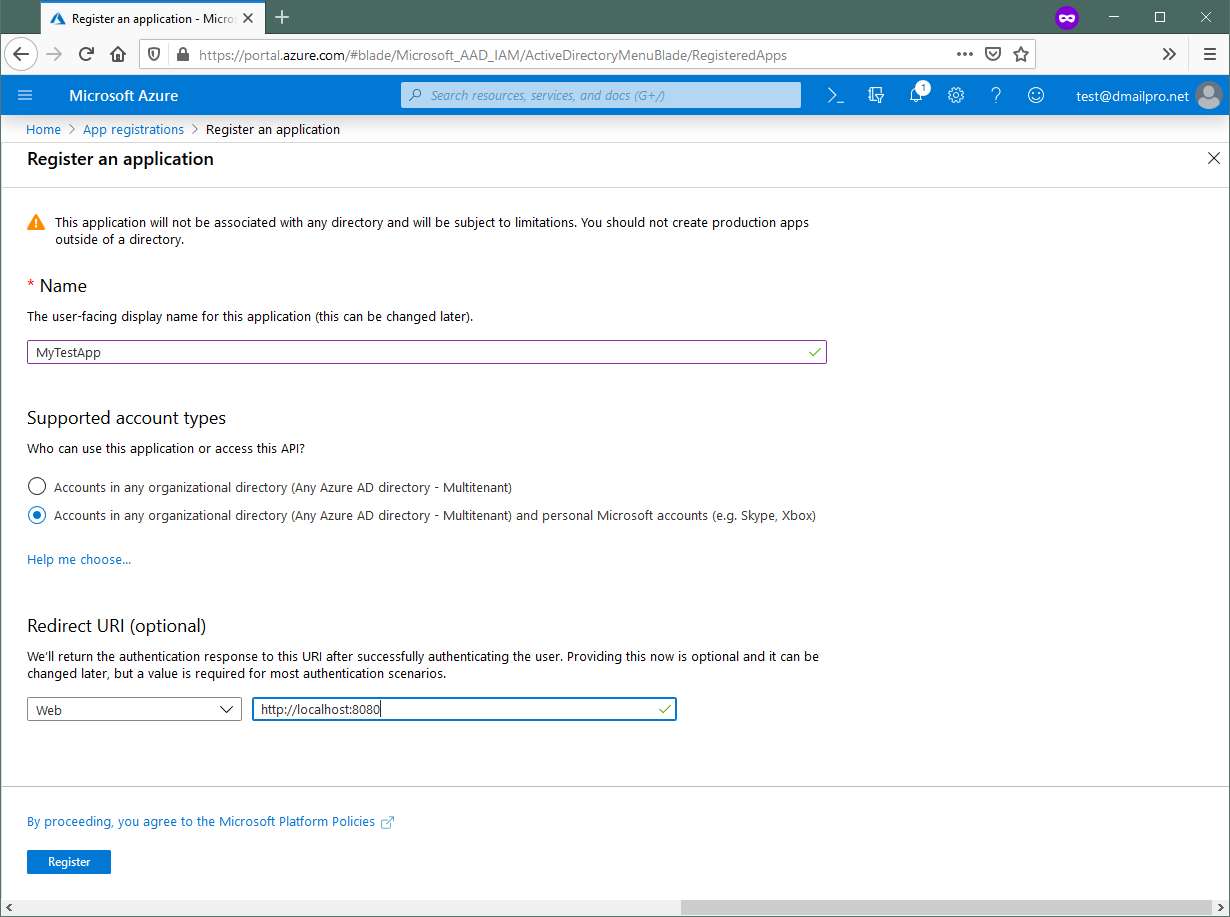 Register an application - Micros
https://portal.azure.com/#blade/Microsoft_AAD_IAM/ActiveDirectoryMenuBlade/RegisteredApps
Microsoft Azure
Search resources, services, and docs (G+/)
1
test@dmailpro.net
Home > App registrations > Register an application
Register an application
This application will not be associated with any directory and will be subject to limitations. You should not create production apps
outside of a directory.
* Name
The user-facing display name for this application (this can be changed later).
MyTestApp
Supported account types
Who can use this application or access this API?
Accounts in any organizational directory (Any Azure AD directory - Multitenant)
Accounts in any organizational directory (Any Azure AD directory - Multitenant) and personal Microsoft accounts (e.g. Skype, Xbox)
Help me choose...
Redirect URI (optional)
We'll return the authentication response to this URI after successfully authenticating the user. Providing this now is optional and it can be
changed later, but a value is required for most authentication scenarios.
Web
http://localhost:8080
By proceeding, you agree to the Microsoft Platform Policies
Register